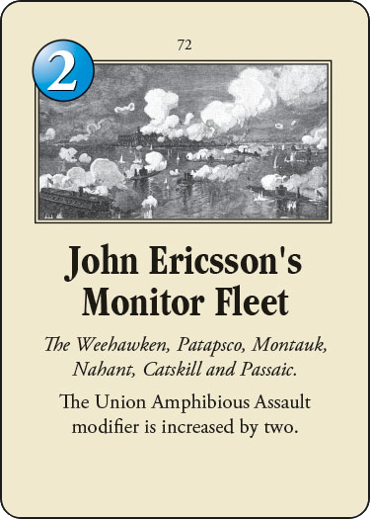 72
2
John Ericsson's
Monitor Fleet
The Weehawken, Patapsco, Montauk,
Nahant, Catskill and Passaic.
The Union Amphibious Assault
modifier is increased by two.